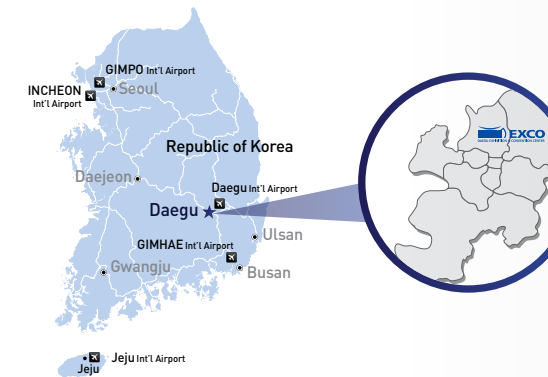 GIMPO Int'l Airport
INCHEON
Int'l Airport
Seoul
Republic of Korea
Daejeon
Daegu Int'l Airport
Daegu
GIMHAE Int'l Airport
Ulsan
Gwangju
Busan
Jeju Int'l Airport
Jeju
EXCO